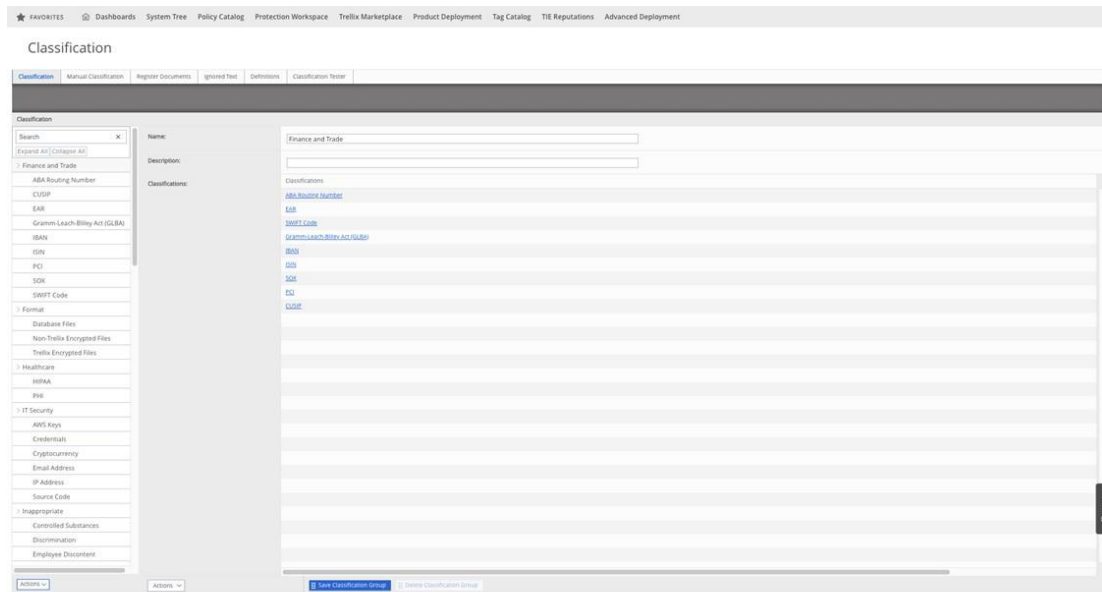 FAVORITES Dashboards System Tree Policy Catalog Protection Workspace Trellix Marketplace Product Deployment Tag Catalog TIE Reputations Advanced Deployment
Classification
Classification Manual Classification Register Documents Ignored Text Definitions Classification Tester
Classification
Search
Expand All Collapse All
Finance and Trade
ABA Routing Number
CUSIP
EAR
Gramm-Leach-Bliley Act (GLBA)
IBAN
ISIN
PCI
SOX
SWIFT Code
Format
Database Files
Non-Trellix Encrypted Files
Trellix Encrypted Files
Healthcare
HIPAA
PHI
IT Security
AWS Keys
Credentials
Cryptocurrency
Email Address
IP Address
Source Code
Inappropriate
Controlled Substances
Discrimination
Employee Discontent
Actions
Name:
Finance and Trade
Description:
Classifications:
Classifications
ABA Routing Number
EAR
SWIFT Code
Gramm-Leach-Bliley Act (GLBA)
IBAN
ISIN
SOX
PCI
CUSIP
Actions
Save Classification Group Delete Classification Group